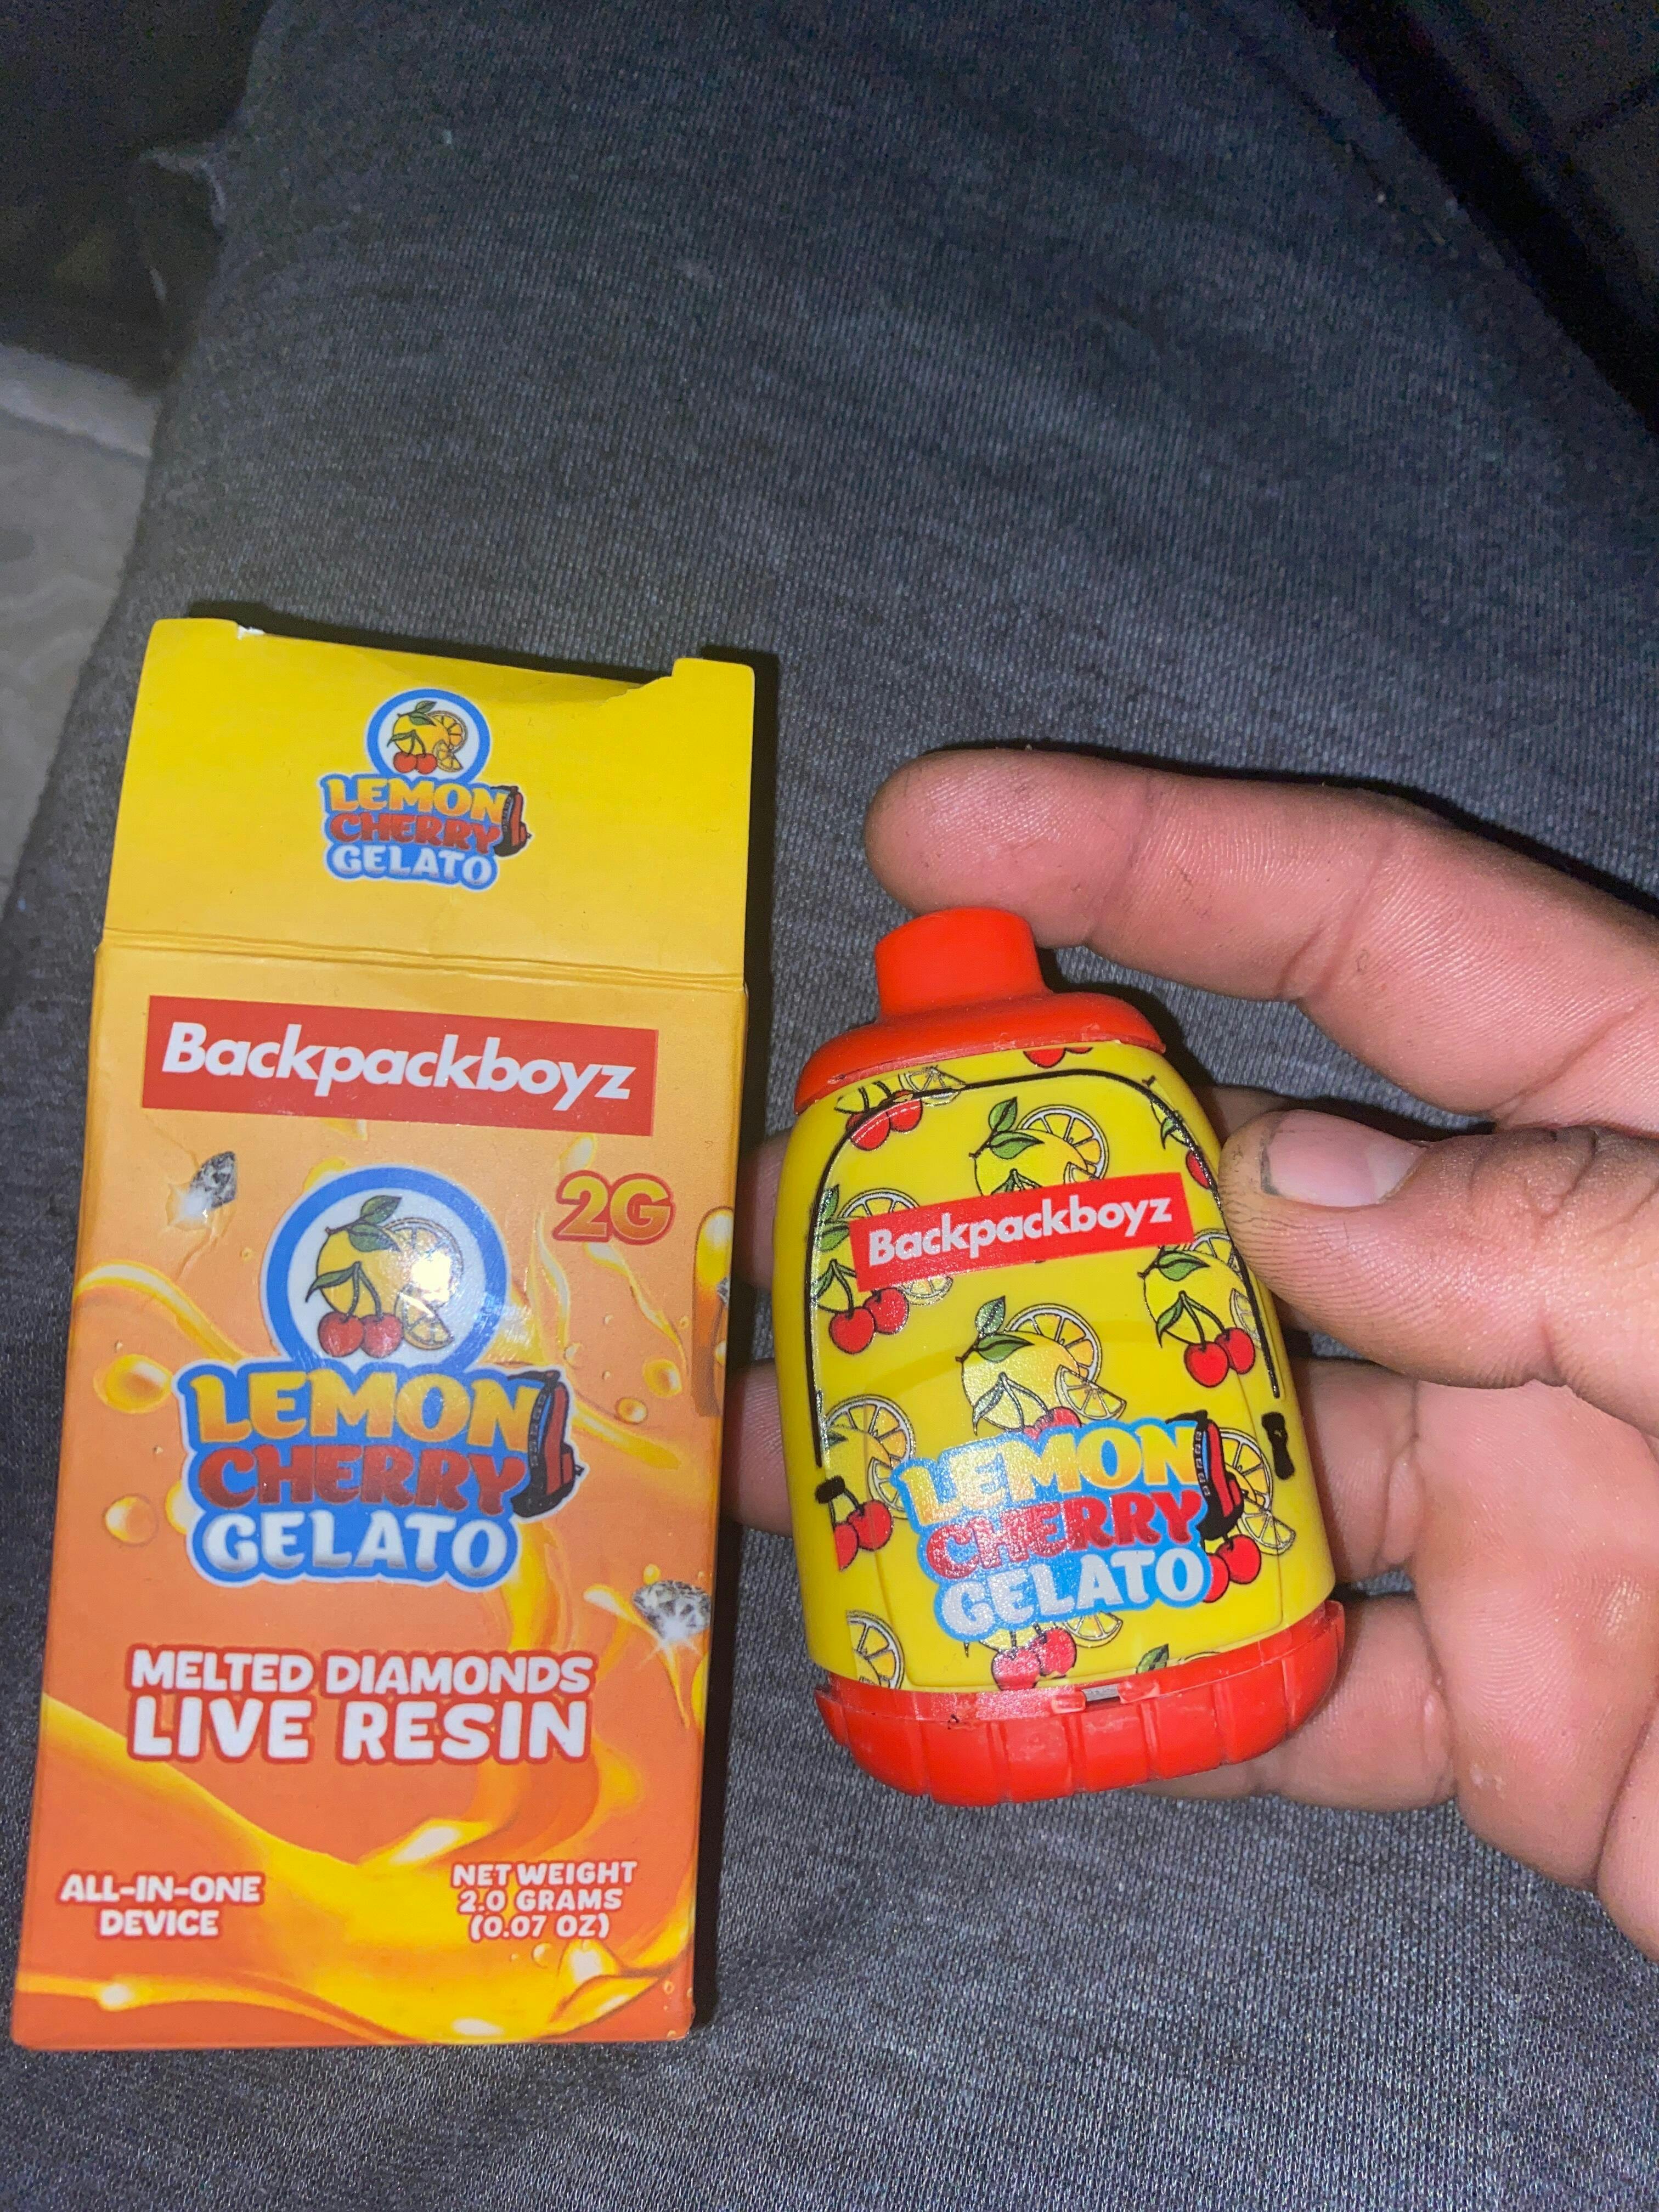 LEMON
CHERRY
GELATO
Backpackboyz
2G
LEMON
CHERRY
GELATO
MELTED DIAMONDS
LIVE RESIN
ALL-IN-ONE
DEVICE
NET WEIGHT
2.0 GRAMS
(0.07 OZ)
Backpackboyz
LEMON
CHERRY
GELATO